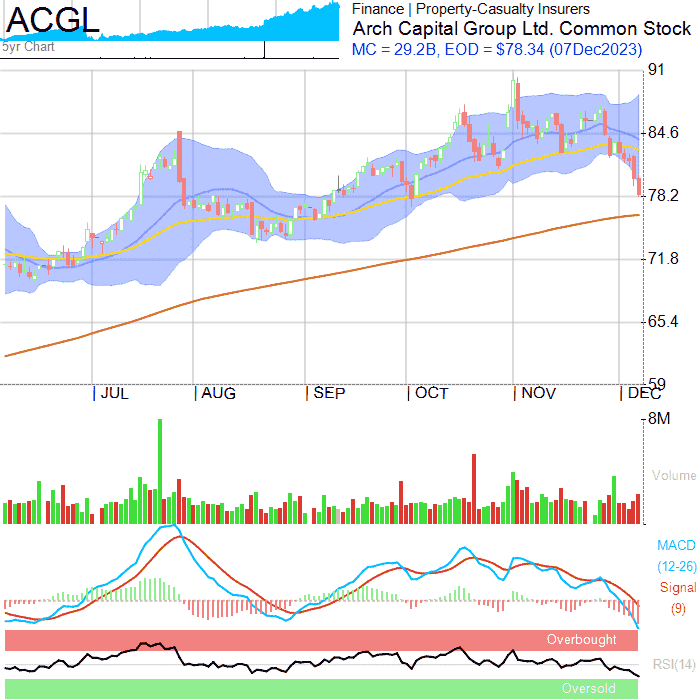 ACGL
5yr Chart
Finance | Property-Casualty Insurers
Arch Capital Group Ltd. Common Stock
MC = 29.2B, EOD = $78.34 (07Dec2023)
91
84.6
78.2
71.8
65.4
59
JUL AUG SEP OCT NOV DEC
8M
Volume
MACD
(12-26)
Signal
(9)
Overbought
RSI(14)
Oversold